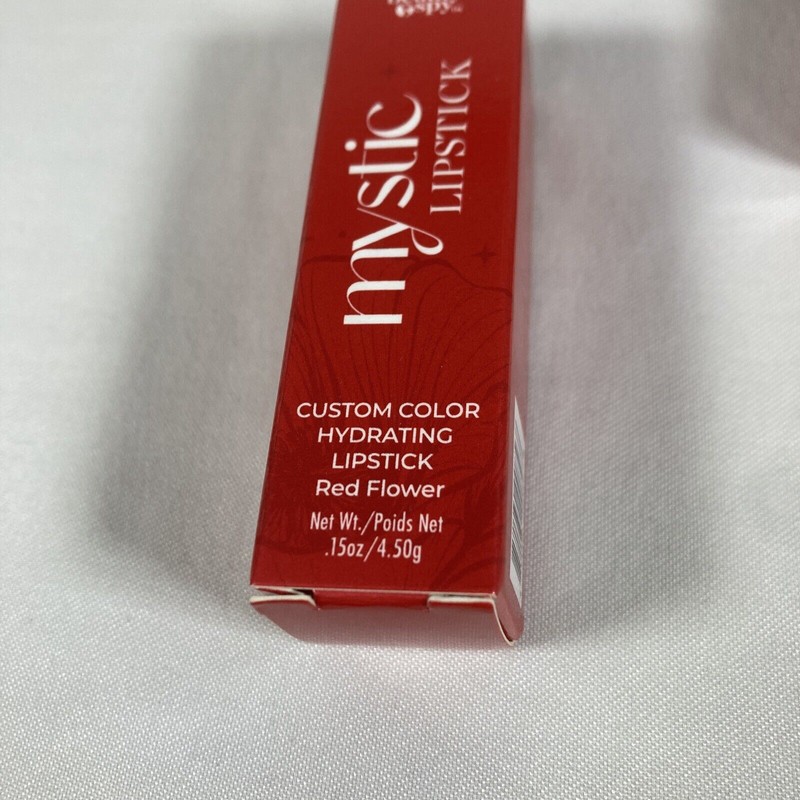 mystic
LIPSTICK
CUSTOM COLOR
HYDRATING
LIPSTICK
Red Flower
Net Wt./Poids Net
.15oz/4.50g